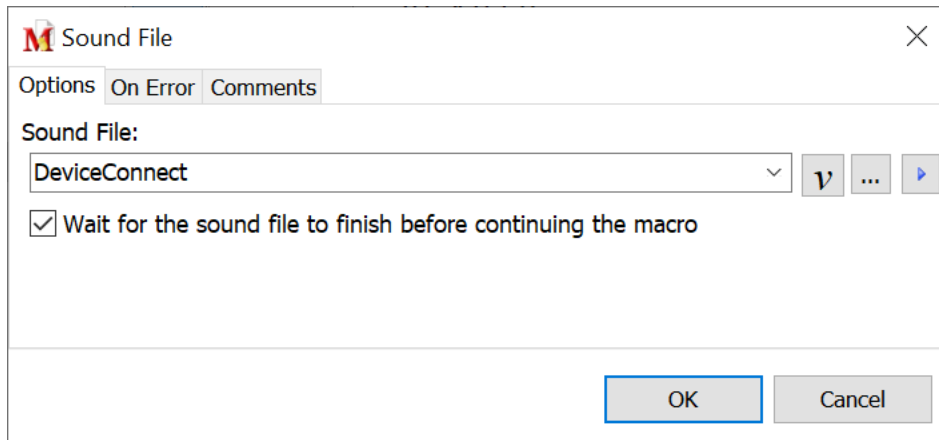 Sound File
Options On Error Comments
Sound File:
DeviceConnect
v ...
Wait for the sound file to finish before continuing the macro
OK Cancel